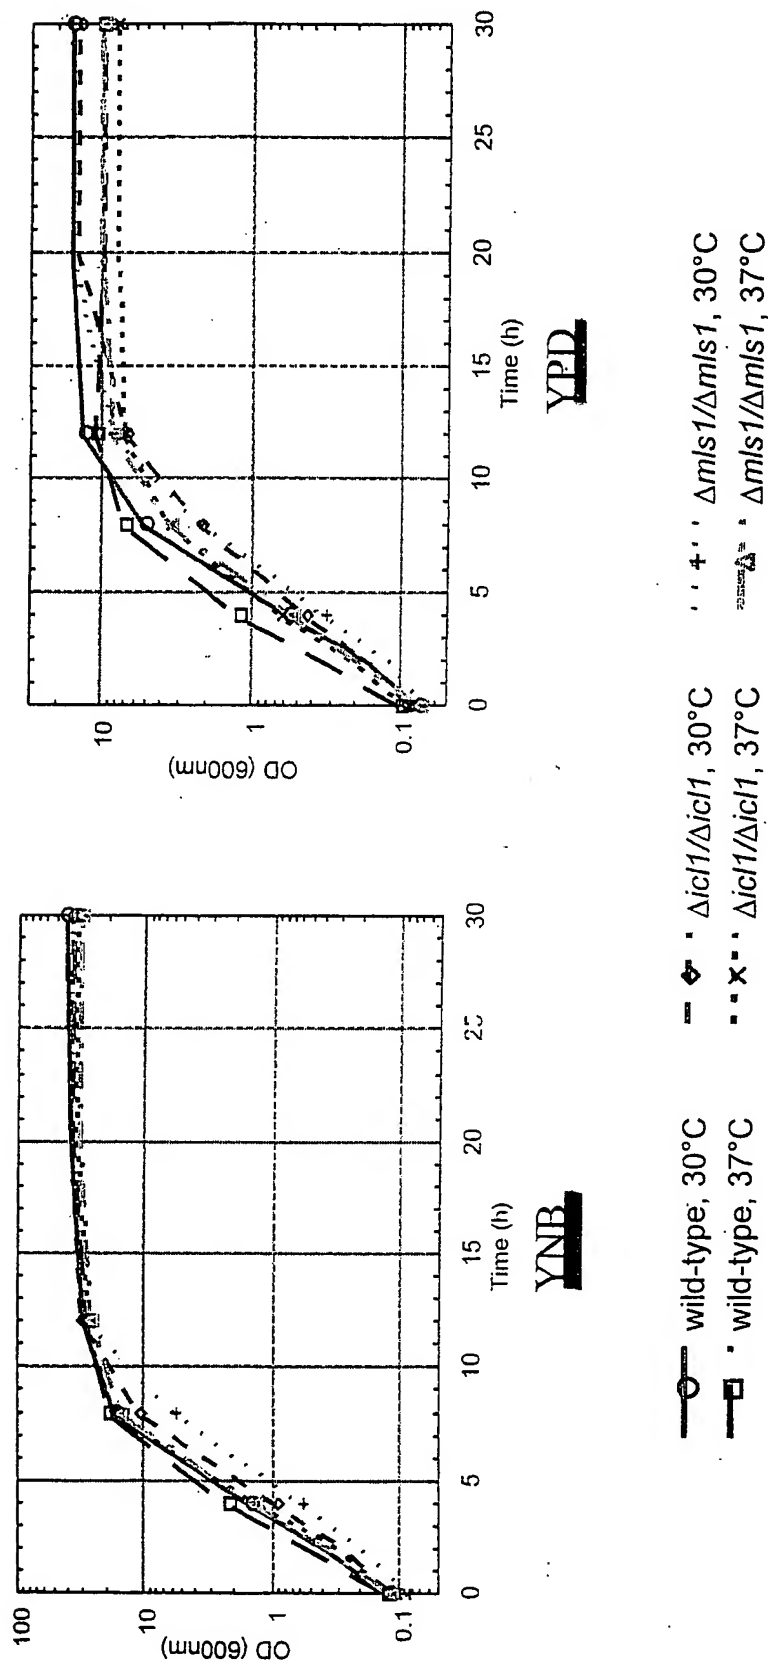 100
10
1
0.1
OD (600nm)
0
5
10
15
20
25
30
Time (h)
YNB
10
1
0.1
OD (600nm)
0
5
10
15
20
25
30
Time (h)
YPD
wild-type, 30°C
wild-type, 37°C
Δicl1/Δicl1, 30°C
Δicl1/Δicl1, 37°C
Δmls1/Δmls1, 30°C
Δmls1/Δmls1, 37°C